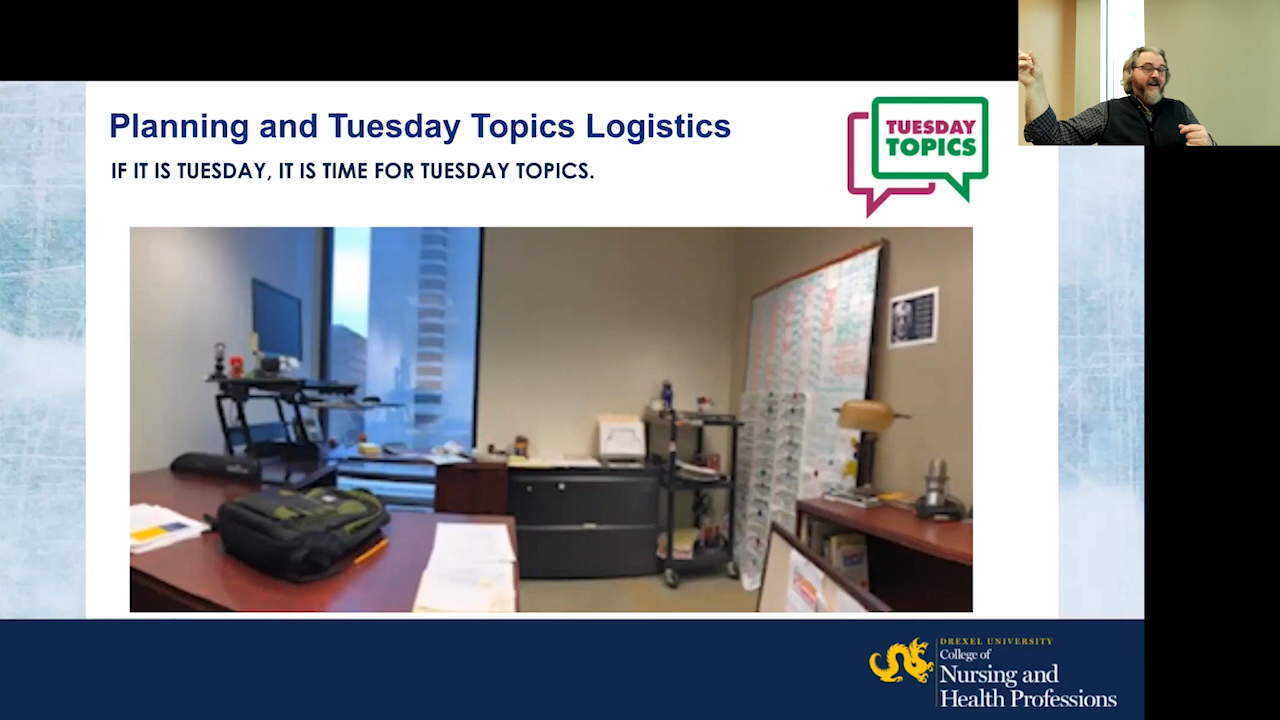 Planning and Tuesday Topics Logistics
IF IT IS TUESDAY, IT IS TIME FOR TUESDAY TOPICS.
TUESDAY
TOPICS
DREXEL UNIVERSITY
College of
Nursing and
Health Professions